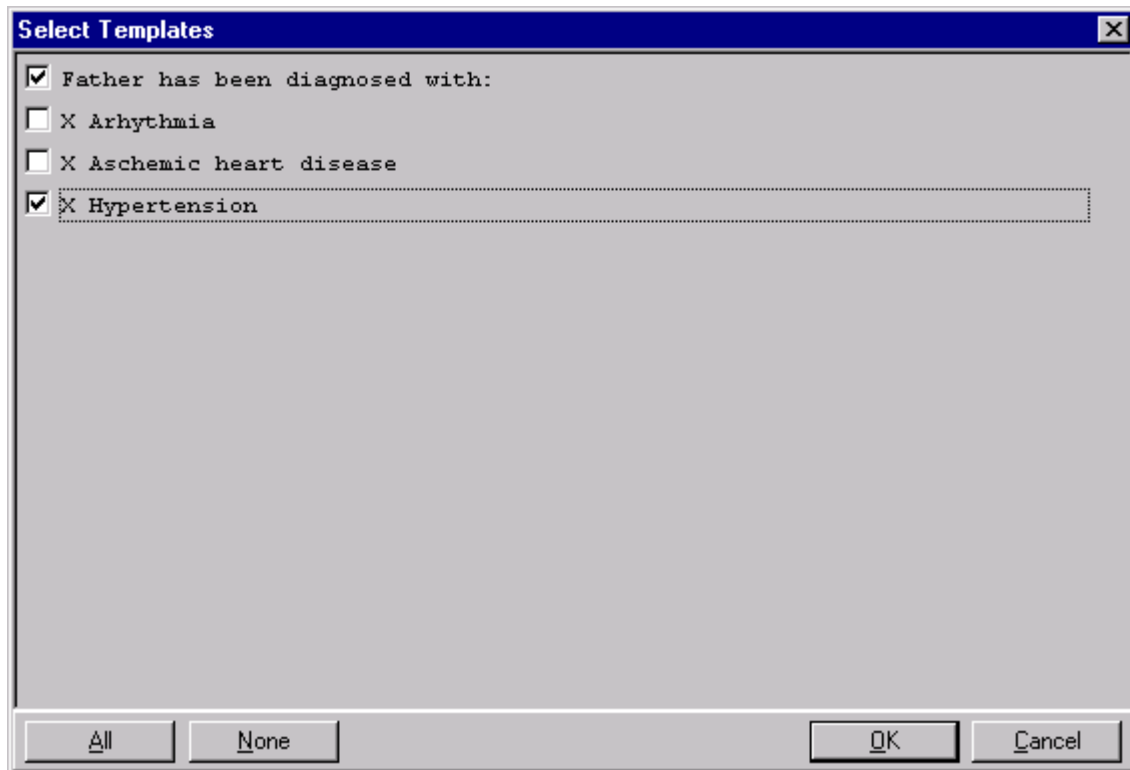 Select Templates
Father has been diagnosed with:
X Arhythmia
X Aschemic heart disease
X Hypertension
All None OK Cancel